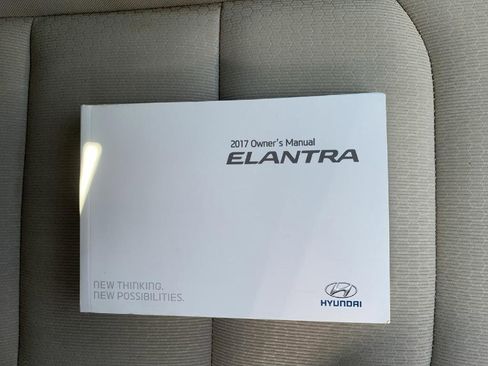 2017 Owner's Manual
ELANTRA
NEW THINKING.
NEW POSSIBILITIES.
HYUNDAI